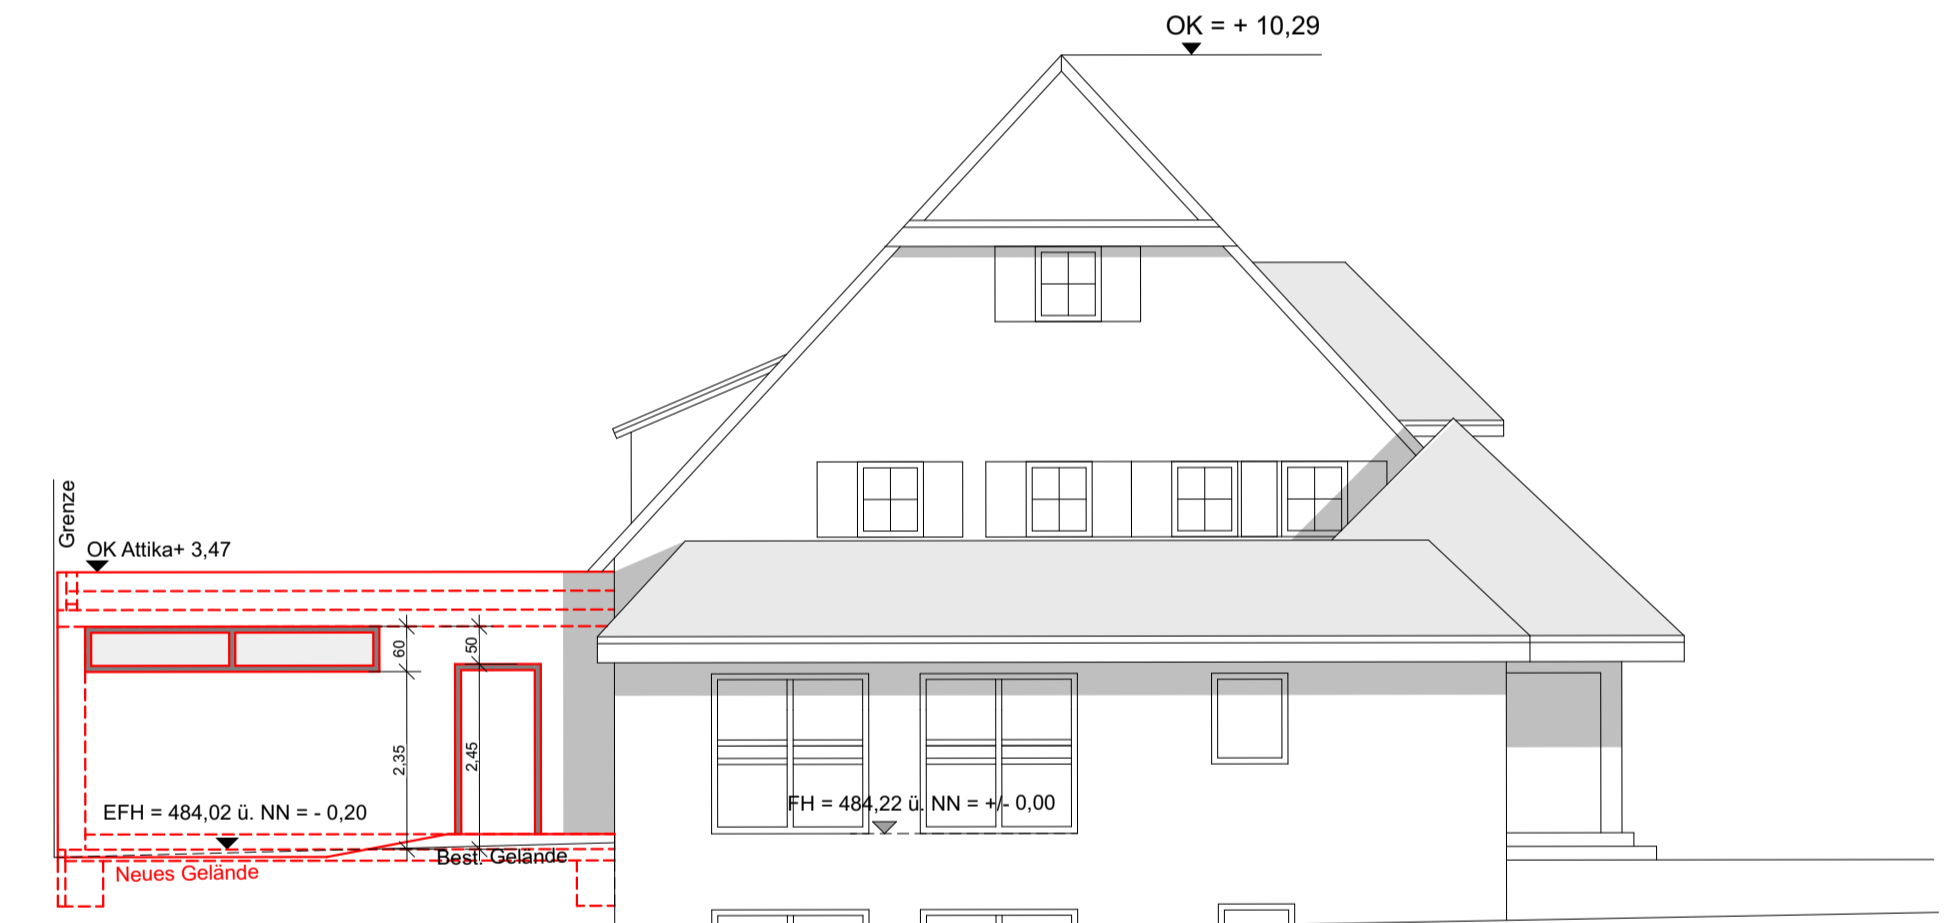 OK = + 10,29
Grenze
OK Attika+ 3,47
60
50
2,35
2,45
EFH = 484,02 ü. NN = - 0,20
FH = 484,22 ü. NN = +/- 0,00
Best. Gelände
Neues Gelände